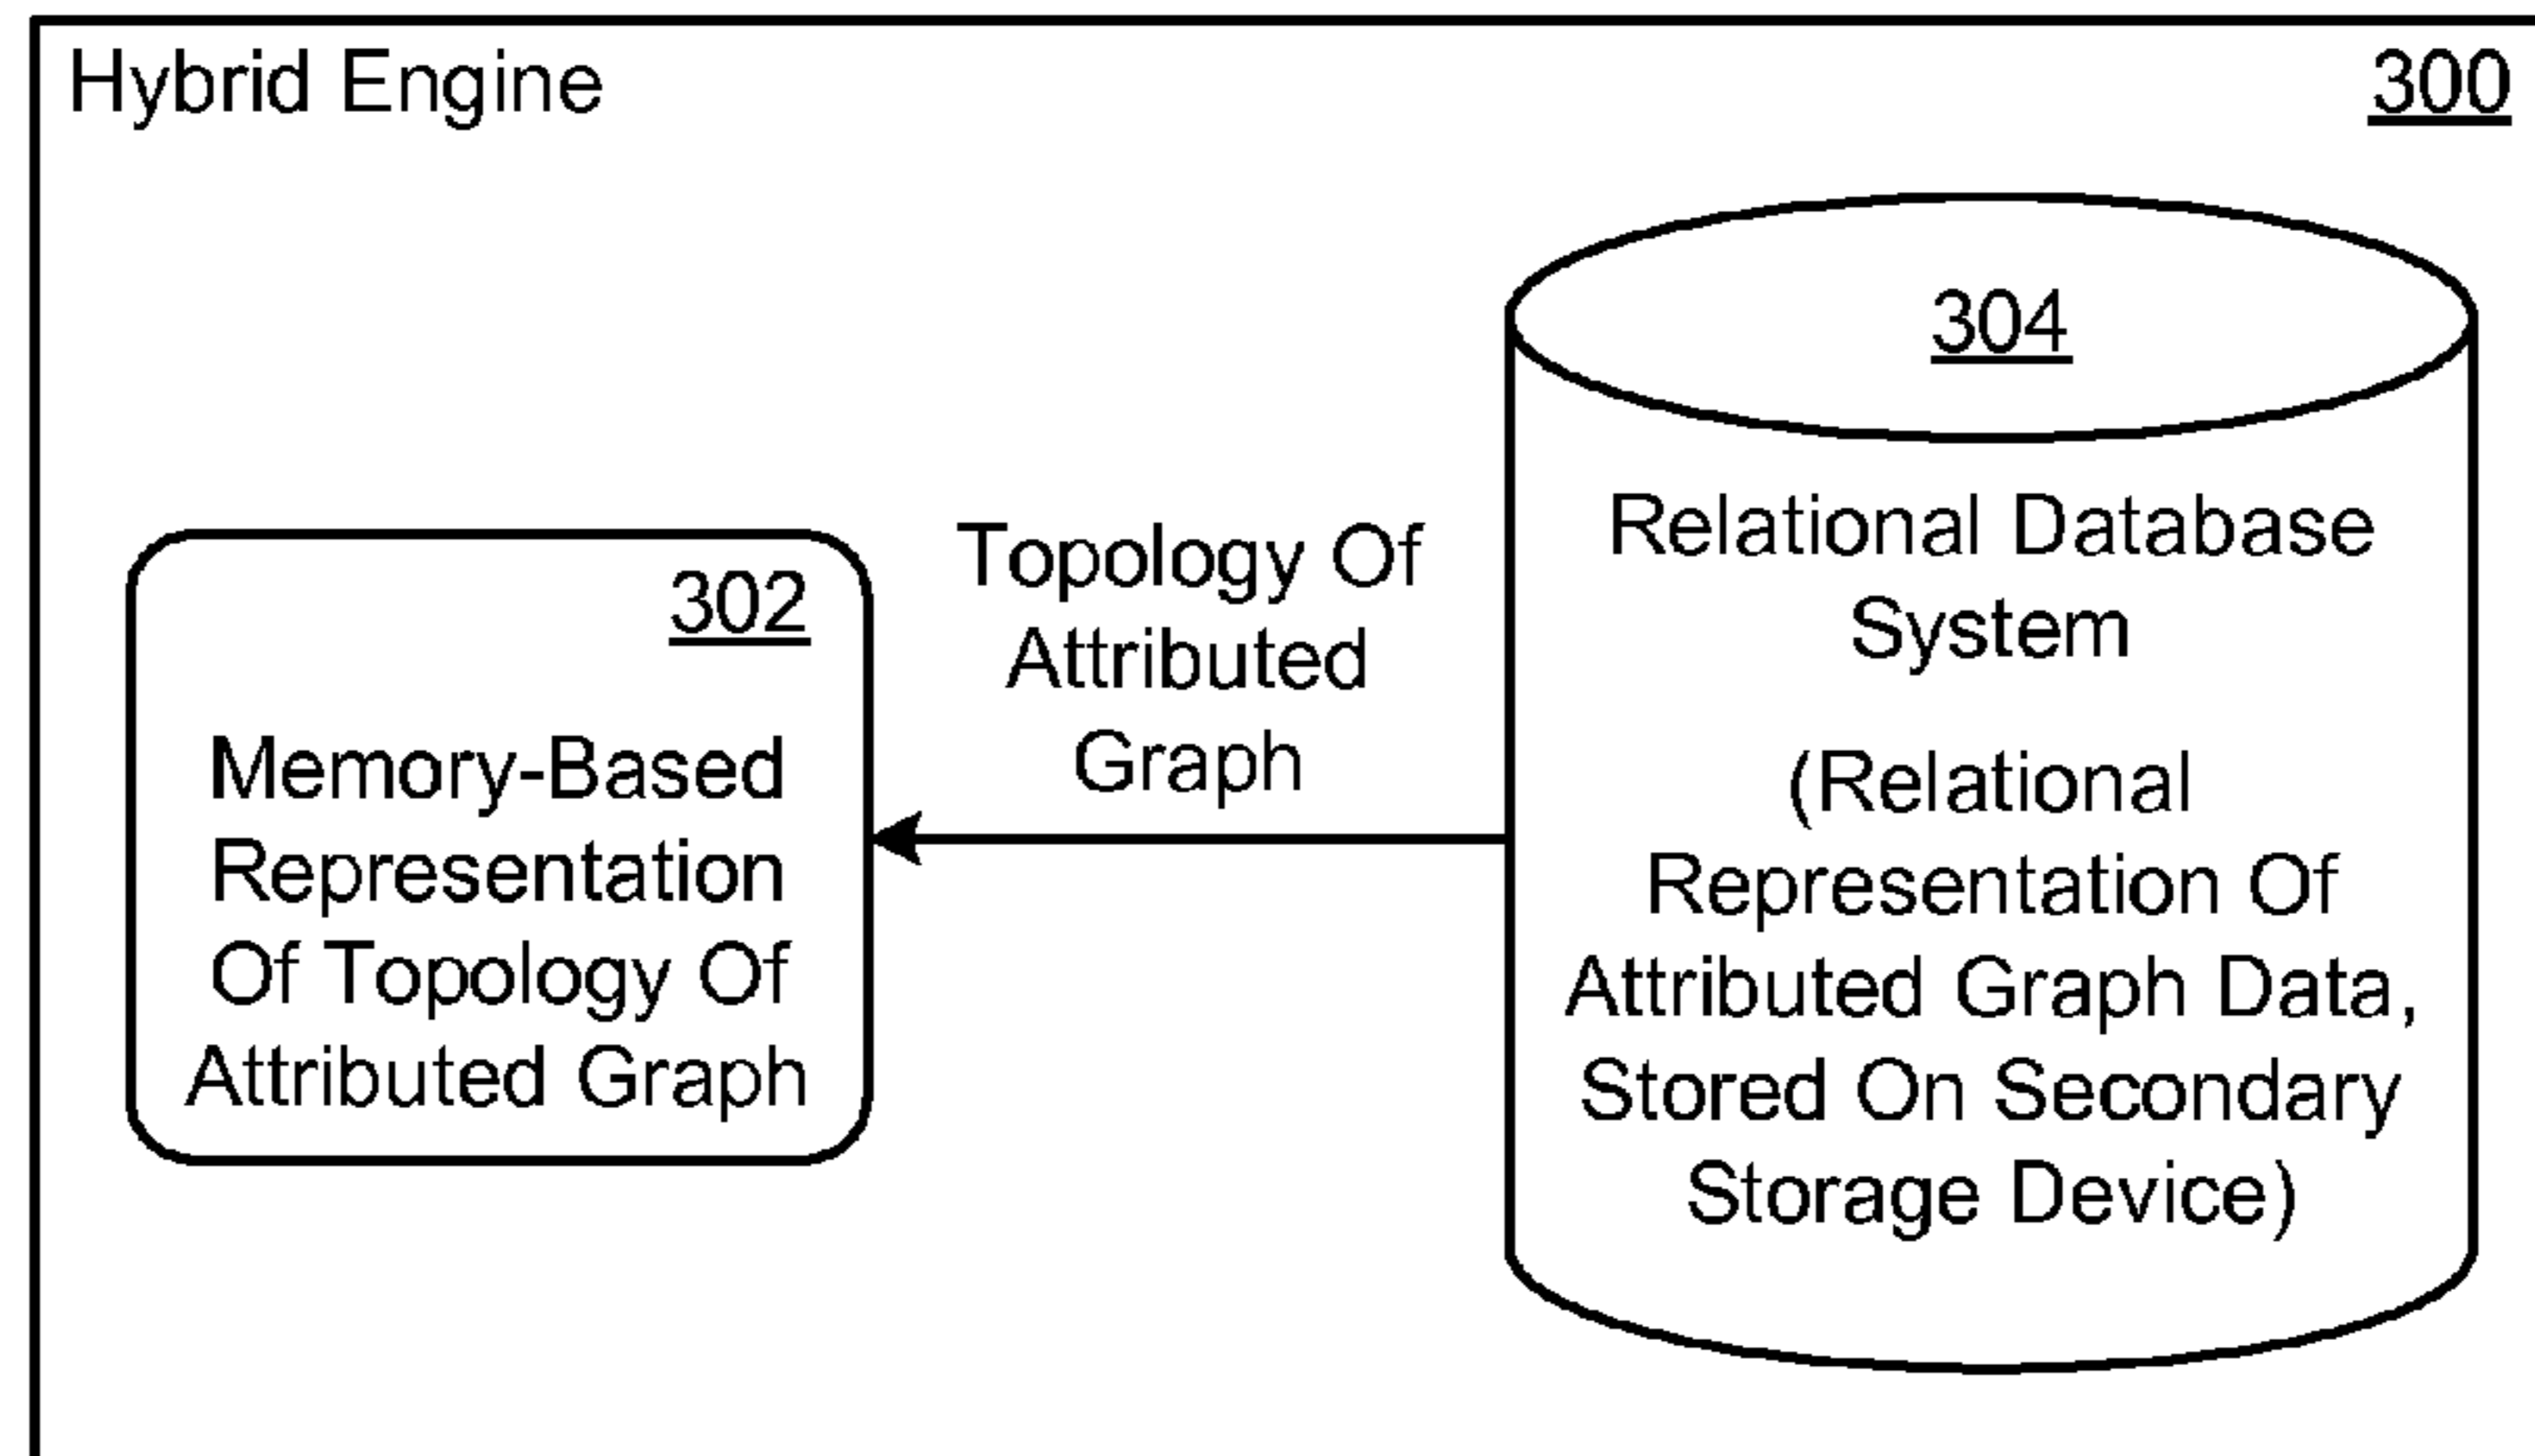 Hybrid Engine
300
304
Relational Database
System
(Relational
Representation Of
Attributed Graph Data,
Stored On Secondary
Storage Device)
Topology Of
Attributed
Graph
302
Memory-Based
Representation
Of Topology Of
Attributed Graph